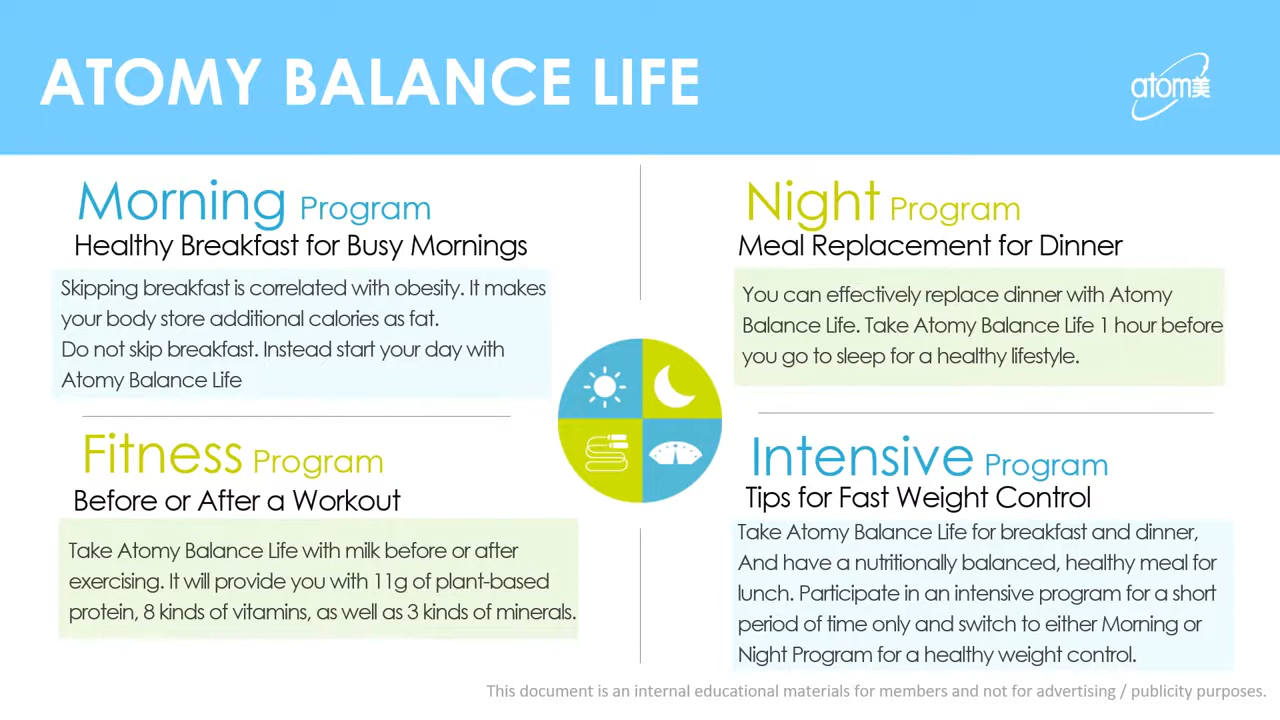 ATOMY BALANCE LIFE
atom美
Morning Program
Healthy Breakfast for Busy Mornings
Skipping breakfast is correlated with obesity. It makes
your body store additional calories as fat.
Do not skip breakfast. Instead start your day with
Atomy Balance Life
Night Program
Meal Replacement for Dinner
You can effectively replace dinner with Atomy
Balance Life. Take Atomy Balance Life 1 hour before
you go to sleep for a healthy lifestyle.
Fitness Program
Before or After a Workout
Take Atomy Balance Life with milk before or after
exercising. It will provide you with 11g of plant-based
protein, 8 kinds of vitamins, as well as 3 kinds of minerals.
Intensive Program
Tips for Fast Weight Control
Take Atomy Balance Life for breakfast and dinner,
And have a nutritionally balanced, healthy meal for
lunch. Participate in an intensive program for a short
period of time only and switch to either Morning or
Night Program for a healthy weight control.
This document is an internal educational materials for members and not for advertising / publicity purposes.